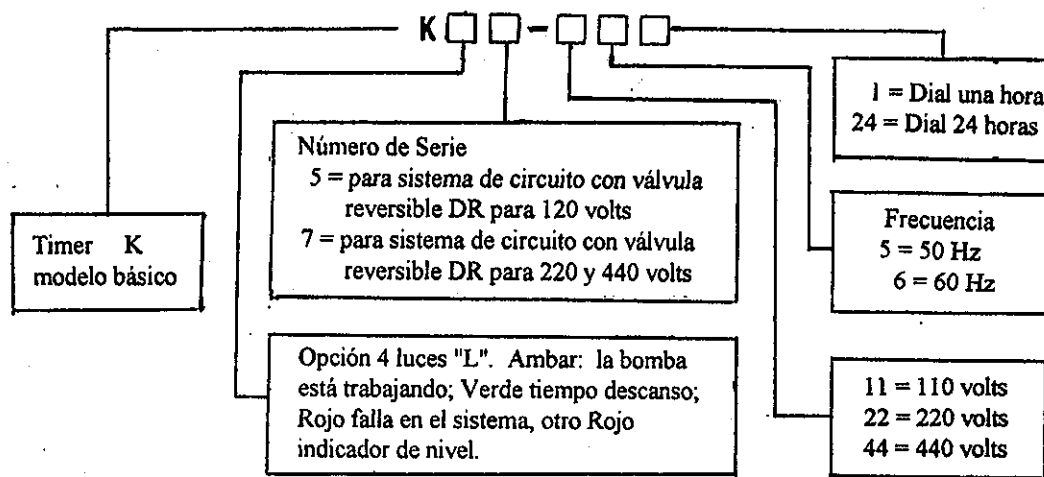 K □ □ - □ □ □
1 = Dial una hora
24 = Dial 24 horas
Número de Serie
5 = para sistema de circuito con válvula
reversible DR para 120 volts
7 = para sistema de circuito con válvula
reversible DR para 220 y 440 volts
Timer K
modelo básico
Frecuencia
5 = 50 Hz
6 = 60 Hz
Opción 4 luces "L". Ambar: la bomba
está trabajando; Verde tiempo descanso;
Rojo falla en el sistema, otro Rojo
indicador de nivel.
11 = 110 volts
22 = 220 volts
44 = 440 volts